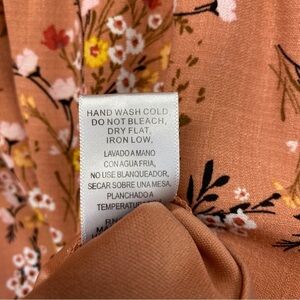 HAND WASH COLD
DO NOT BLEACH,
DRY FLAT,
IRON LOW,
LAVADO A MANO
CON AGUA FRIA,
NO USE BLANQUEADOR,
SECAR SOBRE UNA MESA,
PLANCHADO A